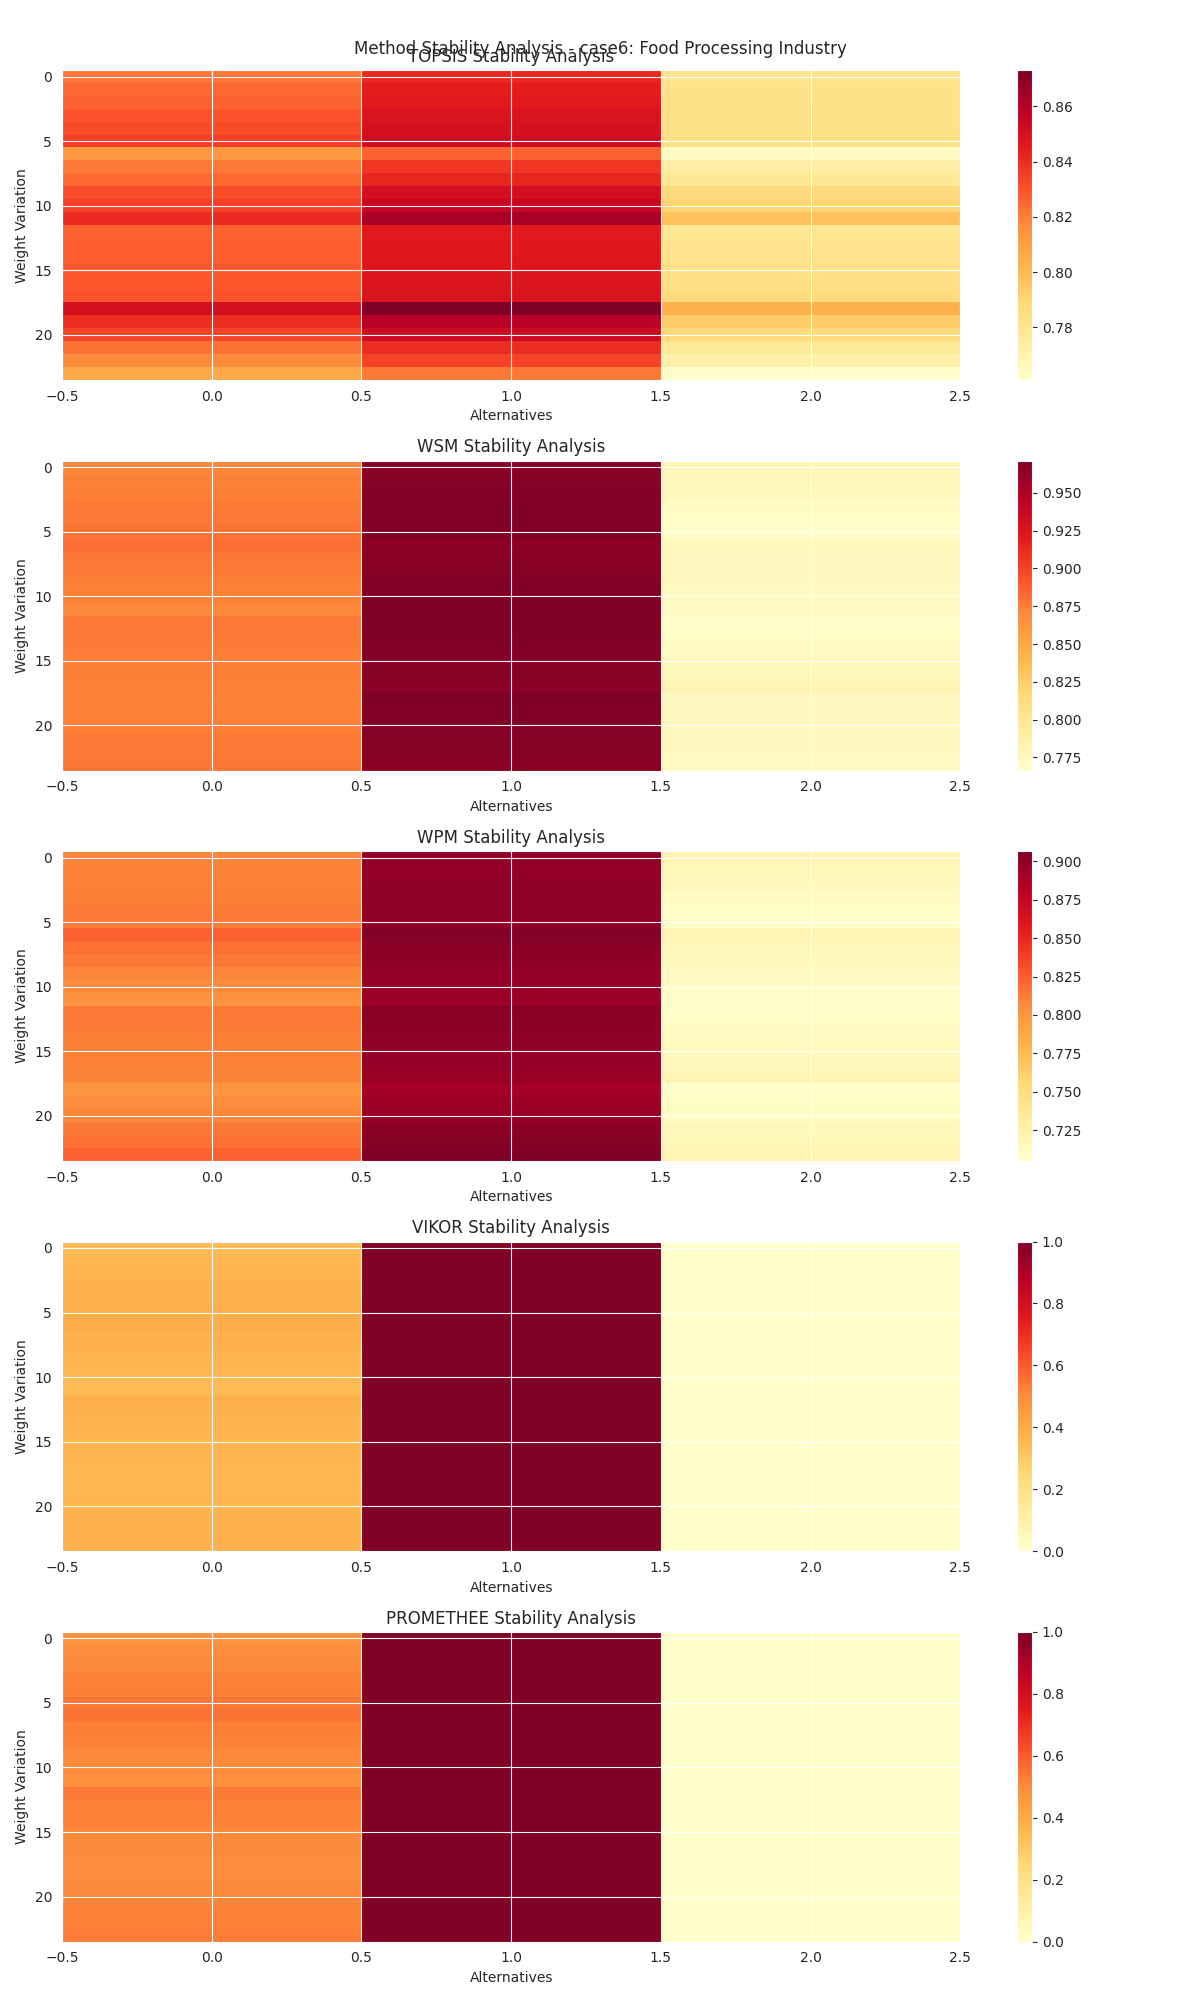 Method Stability Analysis - case6: Food Processing Industry
TOPSIS Stability Analysis
Weight Variation
0
5
10
15
20
−0.5 0.0 0.5 1.0 1.5 2.0 2.5
Alternatives
0.86
0.84
0.82
0.80
0.78
WSM Stability Analysis
Weight Variation
0
5
10
15
20
−0.5 0.0 0.5 1.0 1.5 2.0 2.5
Alternatives
0.950
0.925
0.900
0.875
0.850
0.825
0.800
0.775
WPM Stability Analysis
Weight Variation
0
5
10
15
20
−0.5 0.0 0.5 1.0 1.5 2.0 2.5
Alternatives
0.900
0.875
0.850
0.825
0.800
0.775
0.750
0.725
VIKOR Stability Analysis
Weight Variation
0
5
10
15
20
−0.5 0.0 0.5 1.0 1.5 2.0 2.5
Alternatives
1.0
0.8
0.6
0.4
0.2
0.0
PROMETHEE Stability Analysis
Weight Variation
0
5
10
15
20
−0.5 0.0 0.5 1.0 1.5 2.0 2.5
Alternatives
1.0
0.8
0.6
0.4
0.2
0.0